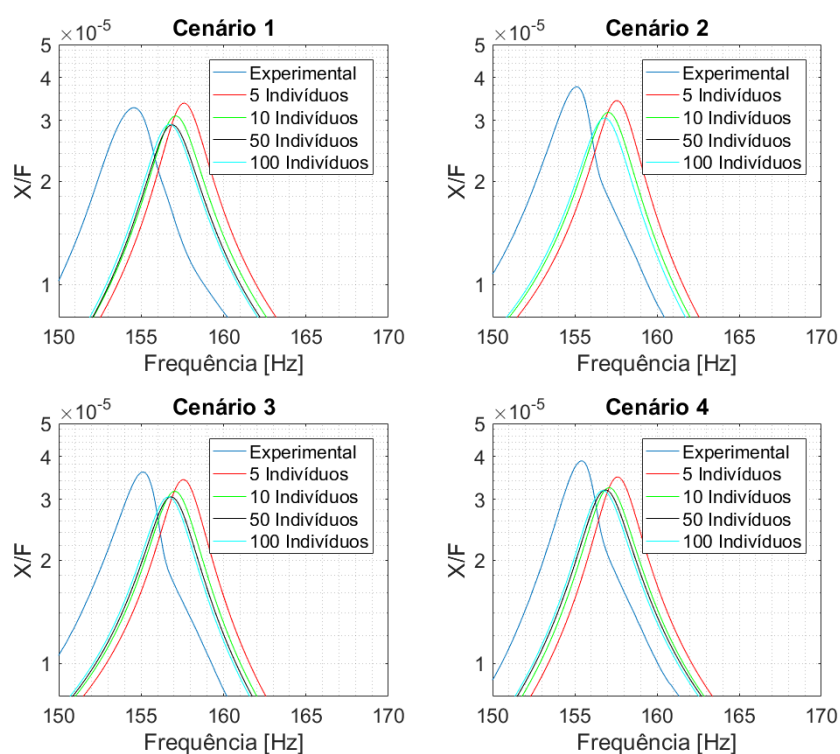 Cenário 1
×10⁻⁵
5
4
3
2
1
X/F
150 155 160 165 170
Frequência [Hz]
Experimental
5 Indivíduos
10 Indivíduos
50 Indivíduos
100 Indivíduos
Cenário 2
×10⁻⁵
5
4
3
2
1
X/F
150 155 160 165 170
Frequência [Hz]
Experimental
5 Indivíduos
10 Indivíduos
50 Indivíduos
100 Indivíduos
Cenário 3
×10⁻⁵
5
4
3
2
1
X/F
150 155 160 165 170
Frequência [Hz]
Experimental
5 Indivíduos
10 Indivíduos
50 Indivíduos
100 Indivíduos
Cenário 4
×10⁻⁵
5
4
3
2
1
X/F
150 155 160 165 170
Frequência [Hz]
Experimental
5 Indivíduos
10 Indivíduos
50 Indivíduos
100 Indivíduos